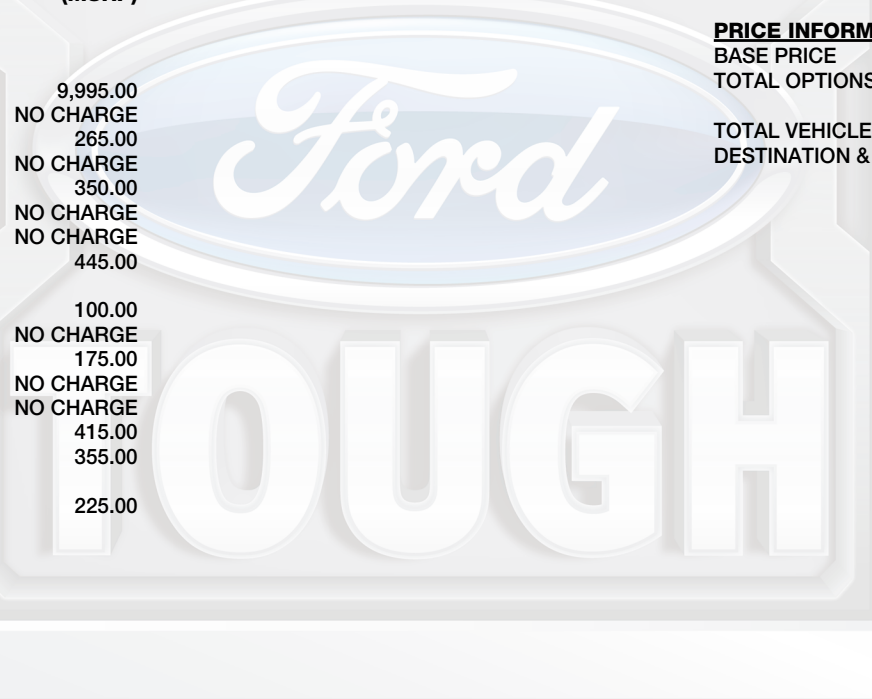 PRICE INFORM
BASE PRICE
TOTAL OPTIONS
TOTAL VEHICLE
DESTINATION &
9,995.00
NO CHARGE
265.00
NO CHARGE
350.00
NO CHARGE
NO CHARGE
445.00
100.00
NO CHARGE
175.00
NO CHARGE
NO CHARGE
415.00
355.00
225.00
Ford
TOUGH